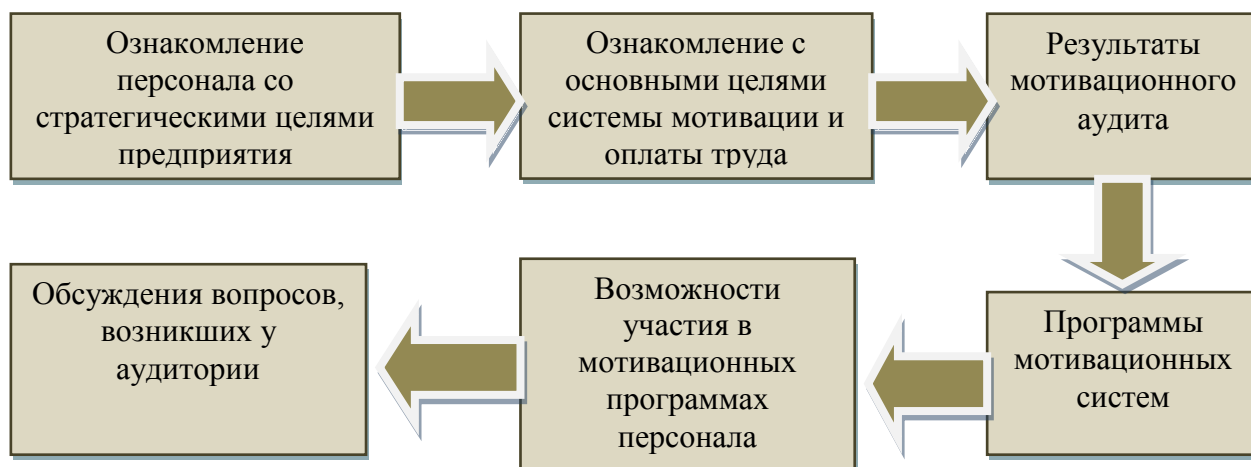 Ознакомление
персонала со
стратегическими целями
предприятия
Ознакомление с
основными целями
системы мотивации и
оплаты труда
Результаты
мотивационного
аудита
Программы
мотивационных
систем
Возможности
участия в
мотивационных
программах
персонала
Обсуждения вопросов,
возникших у
аудитории